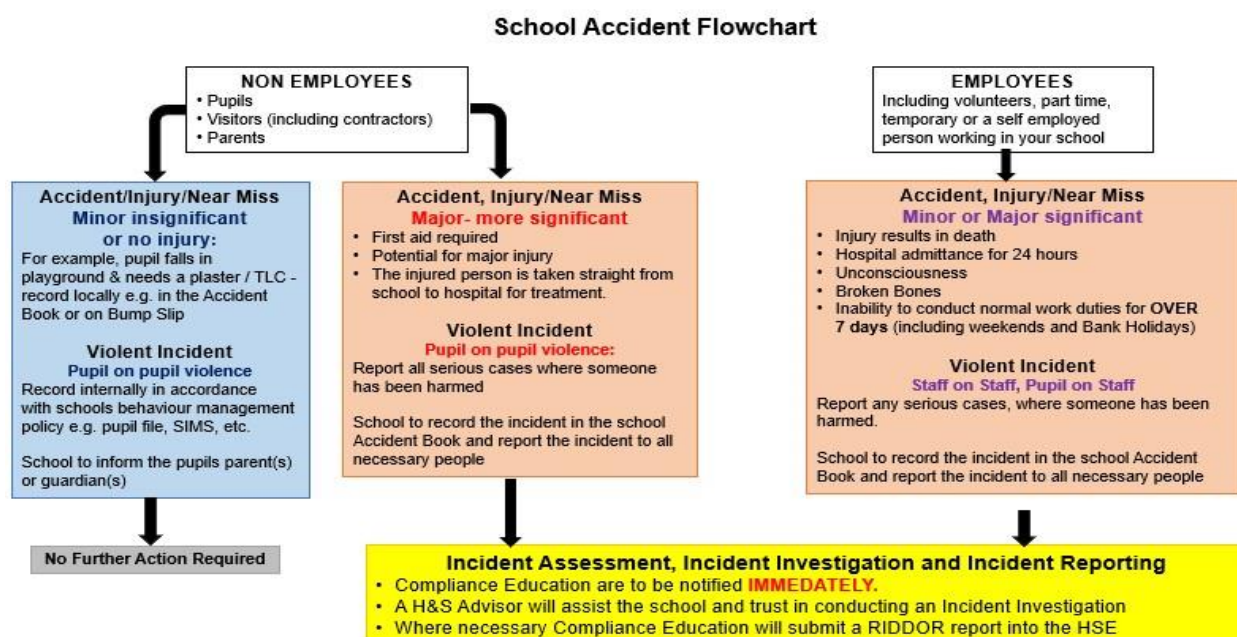 School Accident Flowchart
NON EMPLOYEES
• Pupils
• Visitors (including contractors)
• Parents
EMPLOYEES
Including volunteers, part time,
temporary or a self employed
person working in your school
Accident/Injury/Near Miss
Minor insignificant
or no injury:
For example, pupil falls in
playground & needs a plaster / TLC -
record locally e.g. in the Accident
Book or on Bump Slip
Violent Incident
Pupil on pupil violence
Record internally in accordance
with schools behaviour management
policy e.g. pupil file, SIMS, etc.
School to inform the pupils parent(s)
or guardian(s)
No Further Action Required
Accident, Injury/Near Miss
Major- more significant
• First aid required
• Potential for major injury
• The injured person is taken straight from
school to hospital for treatment.
Violent Incident
Pupil on pupil violence:
Report all serious cases where someone
has been harmed
School to record the incident in the school
Accident Book and report the incident to all
necessary people
Accident, Injury/Near Miss
Minor or Major significant
• Injury results in death
• Hospital admittance for 24 hours
• Unconsciousness
• Broken Bones
• Inability to conduct normal work duties for OVER
7 days (including weekends and Bank Holidays)
Violent Incident
Staff on Staff, Pupil on Staff
Report any serious cases, where someone has been
harmed.
School to record the incident in the school Accident
Book and report the incident to all necessary people
Incident Assessment, Incident Investigation and Incident Reporting
• Compliance Education are to be notified IMMEDIATELY.
• A H&S Advisor will assist the school and trust in conducting an Incident Investigation
• Where necessary Compliance Education will submit a RIDDOR report into the HSE